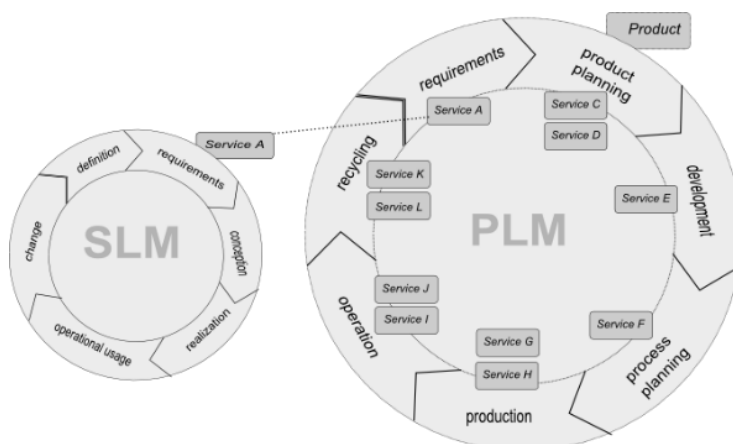 Product
requirements
product
planning
Service A
Service C
Service D
Service A
definition
requirements
recycling
Service K
Service L
Service E
development
SLM
PLM
change
conception
operation
Service J
Service I
Service F
realization
operational usage
Service G
Service H
process
planning
production